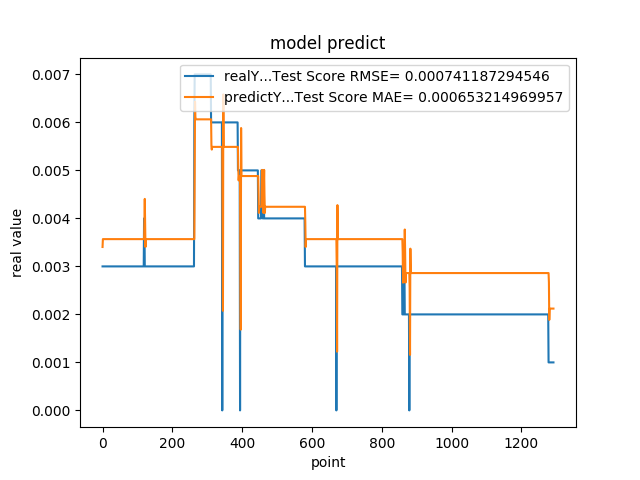 model predict
realY...Test Score RMSE= 0.000741187294546
predictY...Test Score MAE= 0.000653214969957
0.007
0.006
0.005
0.004
0.003
0.002
0.001
0.000
real value
0 200 400 600 800 1000 1200
point